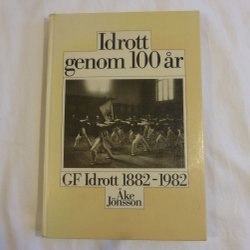 Idrott
genom 100 år
GF Idrott 1882-1982
Åke
Jönsson